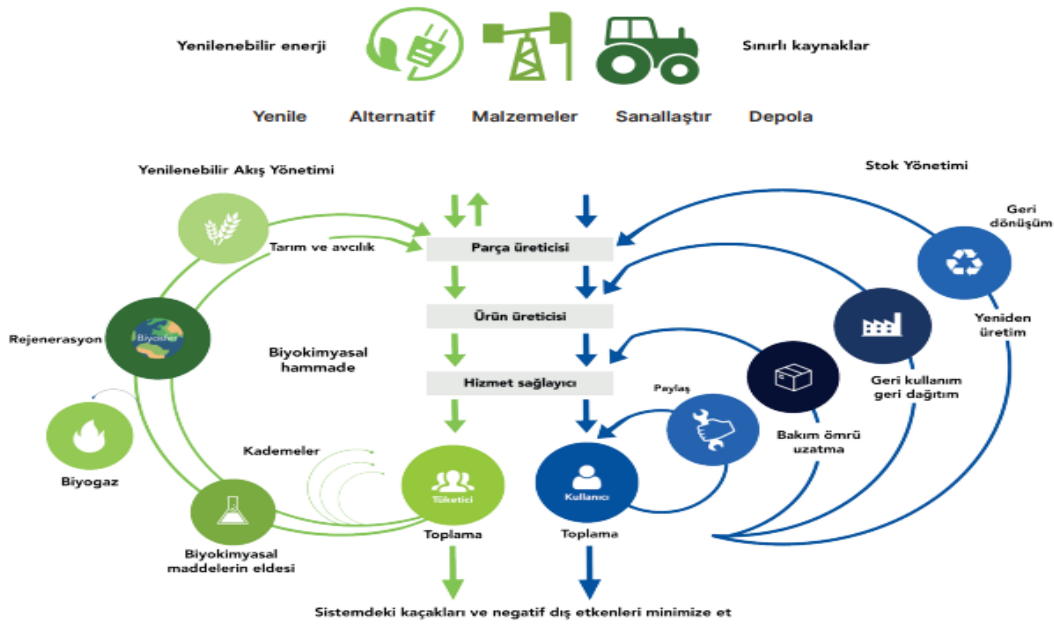 Yenilenebilir enerji
Sınırlı kaynaklar
Yenile Alternatif Malzemeler Sanallaştır Depola
Yenilenebilir Akış Yönetimi
Stok Yönetimi
Geri
dönüşüm
Tarım ve avcılık
Parça üreticisi
Ürün üreticisi
Yeniden
üretim
Rejenerasyon
Biyosfer
Biyokimyasal
hammade
Hizmet sağlayıcı
Paylaş
Geri kullanım
geri dağıtım
Bakım ömrü
uzatma
Kademeler
Biyogaz
Tüketici
Kullanıcı
Toplama
Toplama
Biyokimyasal
maddelerin eldesi
Sistemdeki kaçakları ve negatif dış etkenleri minimize et